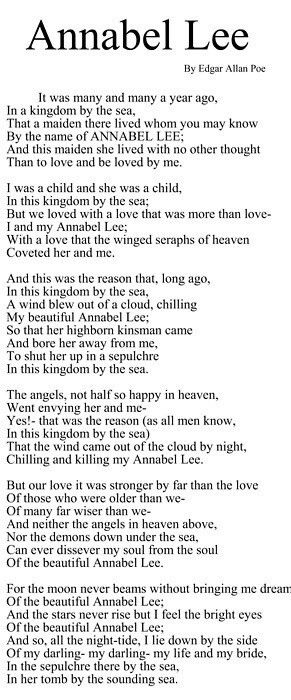 Annabel Lee
By Edgar Allan Poe
It was many and many a year ago,
In a kingdom by the sea,
That a maiden there lived whom you may know
By the name of ANNABEL LEE;
And this maiden she lived with no other thought
Than to love and be loved by me.
I was a child and she was a child,
In this kingdom by the sea;
But we loved with a love that was more than love-
I and my Annabel Lee;
With a love that the winged seraphs of heaven
Coveted her and me.
And this was the reason that, long ago,
In this kingdom by the sea,
A wind blew out of a cloud, chilling
My beautiful Annabel Lee;
So that her highborn kinsman came
And bore her away from me,
To shut her up in a sepulchre
In this kingdom by the sea.
The angels, not half so happy in heaven,
Went envying her and me-
Yes!- that was the reason (as all men know,
In this kingdom by the sea)
That the wind came out of the cloud by night,
Chilling and killing my Annabel Lee.
But our love it was stronger by far than the love
Of those who were older than we-
Of many far wiser than we-
And neither the angels in heaven above,
Nor the demons down under the sea,
Can ever dissever my soul from the soul
Of the beautiful Annabel Lee.
For the moon never beams without bringing me dream
Of the beautiful Annabel Lee;
And the stars never rise but I feel the bright eyes
Of the beautiful Annabel Lee;
And so, all the night-tide, I lie down by the side
Of my darling- my darling- my life and my bride,
In the sepulchre there by the sea,
In her tomb by the sounding sea.